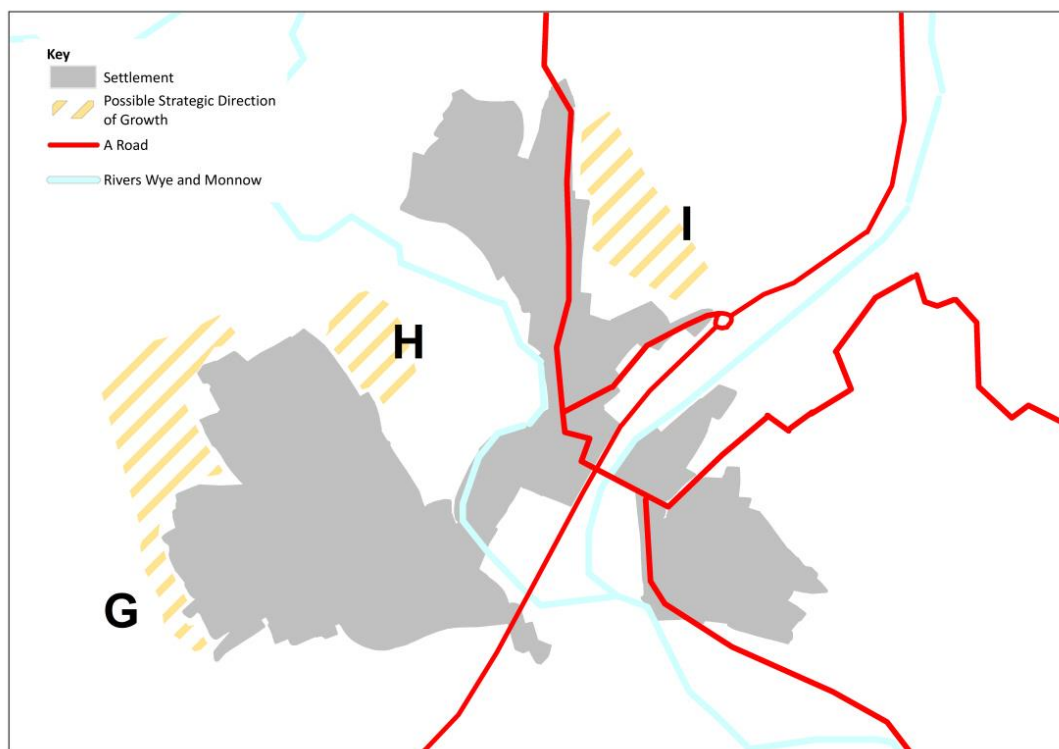 Key
Settlement
Possible Strategic Direction
of Growth
A Road
Rivers Wye and Monnow
I
H
G